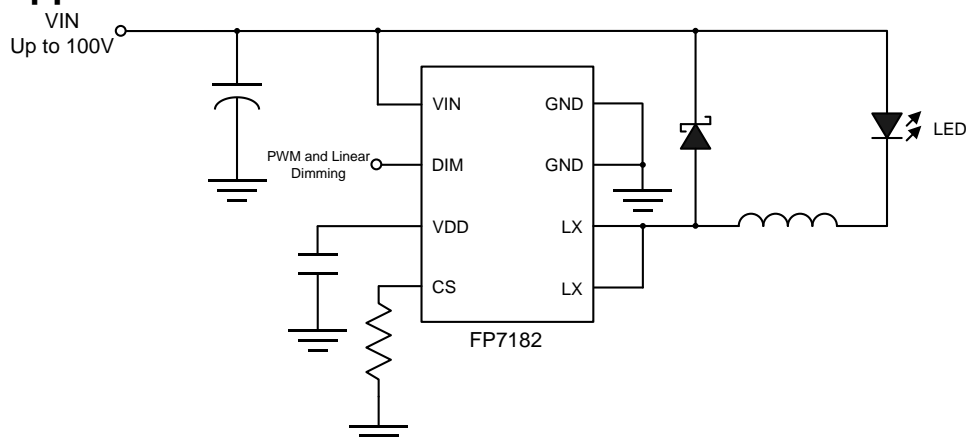 VIN
Up to 100V
VIN
GND
PWM and Linear
Dimming
DIM
GND
LED
VDD
LX
CS
LX
FP7182